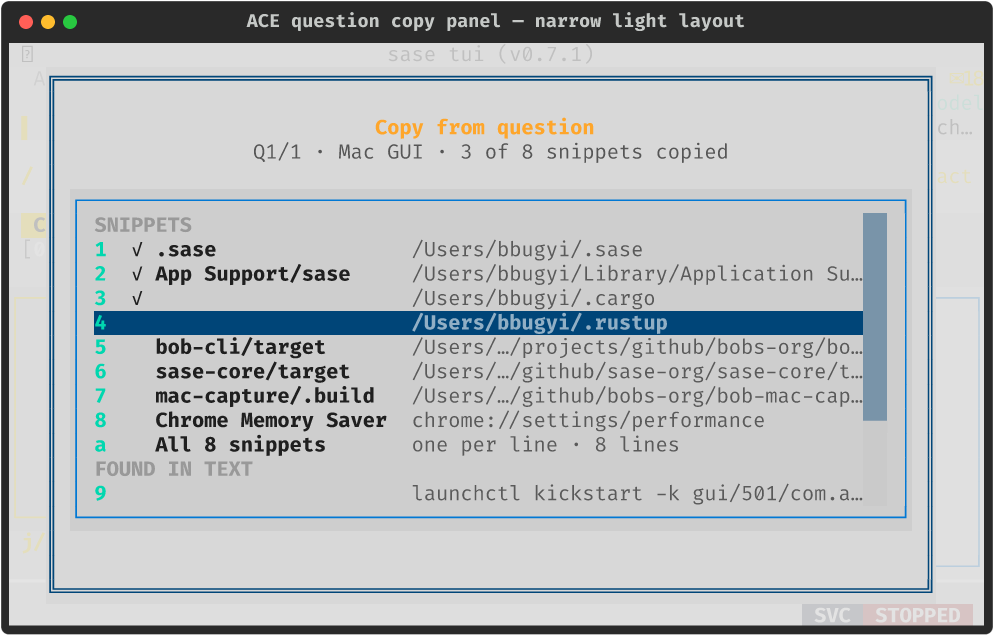 ACE question copy panel — narrow light layout
sase tui (v0.7.1)
Copy from question
Q1/1 · Mac GUI · 3 of 8 snippets copied
SNIPPETS
1 √ .sase /Users/bbugyi/.sase
2 √ App Support/sase /Users/bbugyi/Library/Application Su…
3 √ /Users/bbugyi/.cargo
4 /Users/bbugyi/.rustup
5 bob-cli/target /Users/…/projects/github/bobs-org/bo…
6 sase-core/target /Users/…/github/sase-org/sase-core/t…
7 mac-capture/.build /Users/…/github/bobs-org/bob-mac-cap…
8 Chrome Memory Saver chrome://settings/performance
a All 8 snippets one per line · 8 lines
FOUND IN TEXT
9 launchctl kickstart -k gui/501/com.a…
SVC STOPPED